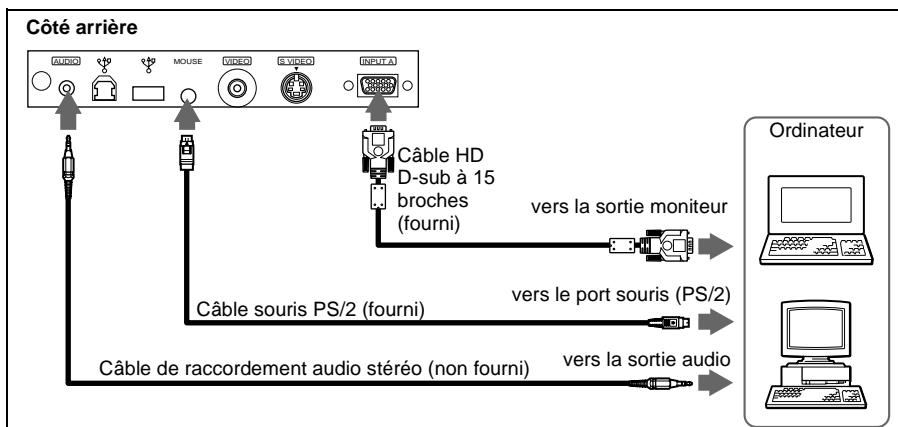 Côté arrière
AUDIO
MOUSE
VIDEO
S VIDEO
INPUT A
Ordinateur
Câble HD
D-sub à 15
broches
(fourni)
vers la sortie moniteur
vers le port souris (PS/2)
Câble souris PS/2 (fourni)
vers la sortie audio
Câble de raccordement audio stéréo (non fourni)